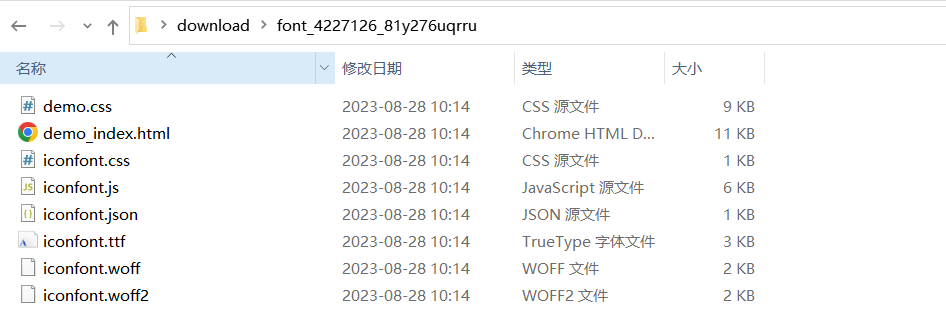 download > font_4227126_81y276uqrru
名称 修改日期 类型 大小
demo.css 2023-08-28 10:14 CSS 源文件 9 KB
demo_index.html 2023-08-28 10:14 Chrome HTML D... 11 KB
iconfont.css 2023-08-28 10:14 CSS 源文件 1 KB
iconfont.js 2023-08-28 10:14 JavaScript 源文件 6 KB
iconfont.json 2023-08-28 10:14 JSON 源文件 1 KB
iconfont.ttf 2023-08-28 10:14 TrueType 字体文件 3 KB
iconfont.woff 2023-08-28 10:14 WOFF 文件 2 KB
iconfont.woff2 2023-08-28 10:14 WOFF2 文件 2 KB